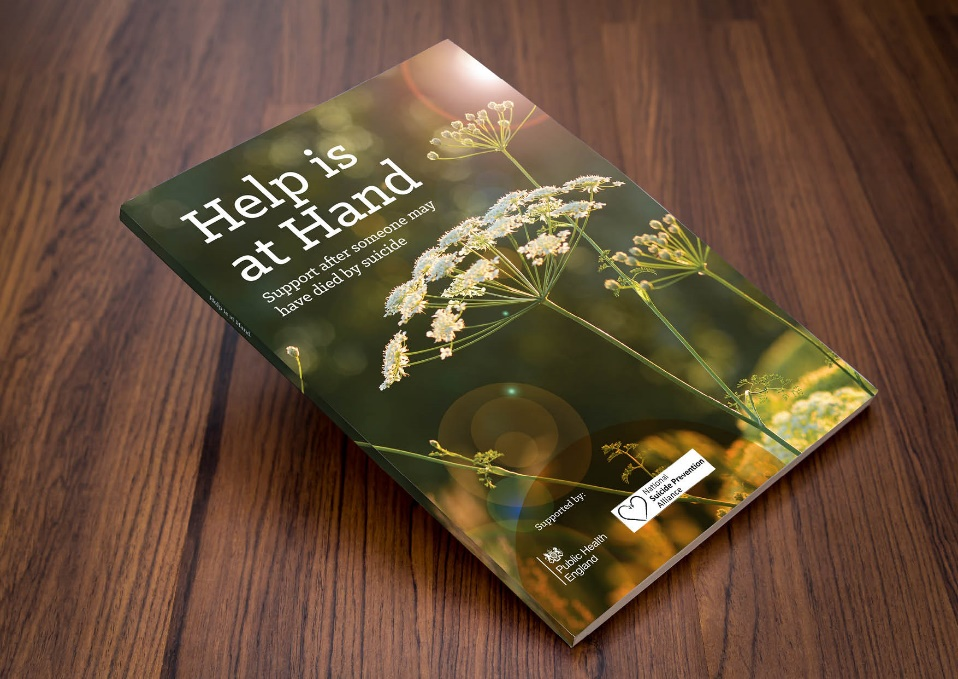 Help is
at Hand
Support after someone may
have died by suicide
Help is at Hand
Supported by:
Public Health
England
National
Suicide Prevention
Alliance